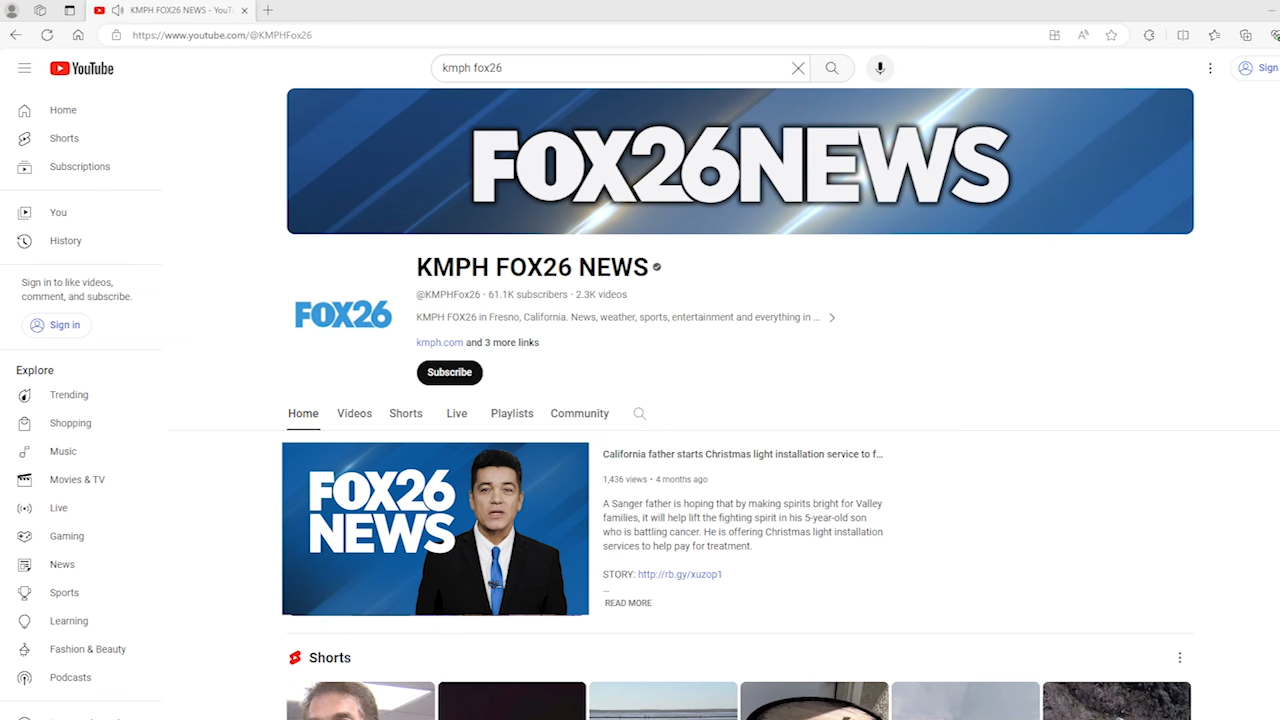 KMPH FOX26 NEWS - YouT
https://www.youtube.com/@KMPHFox26
YouTube
kmph fox26
Sign
Home
Shorts
Subscriptions
You
History
Sign in to like videos,
comment, and subscribe.
Sign in
Explore
Trending
Shopping
Music
Movies & TV
Live
Gaming
News
Sports
Learning
Fashion & Beauty
Podcasts
FOX26NEWS
FOX26
KMPH FOX26 NEWS
@KMPHFox26 · 61.1K subscribers · 2.3K videos
KMPH FOX26 in Fresno, California. News, weather, sports, entertainment and everything in ...
kmph.com and 3 more links
Subscribe
Home Videos Shorts Live Playlists Community
FOX26
NEWS
California father starts Christmas light installation service to f...
1,436 views • 4 months ago
A Sanger father is hoping that by making spirits bright for Valley
families, it will help lift the fighting spirit in his 5-year-old son
who is battling cancer. He is offering Christmas light installation
services to help pay for treatment.
STORY: http://rb.gy/xuzop1
...
READ MORE
Shorts